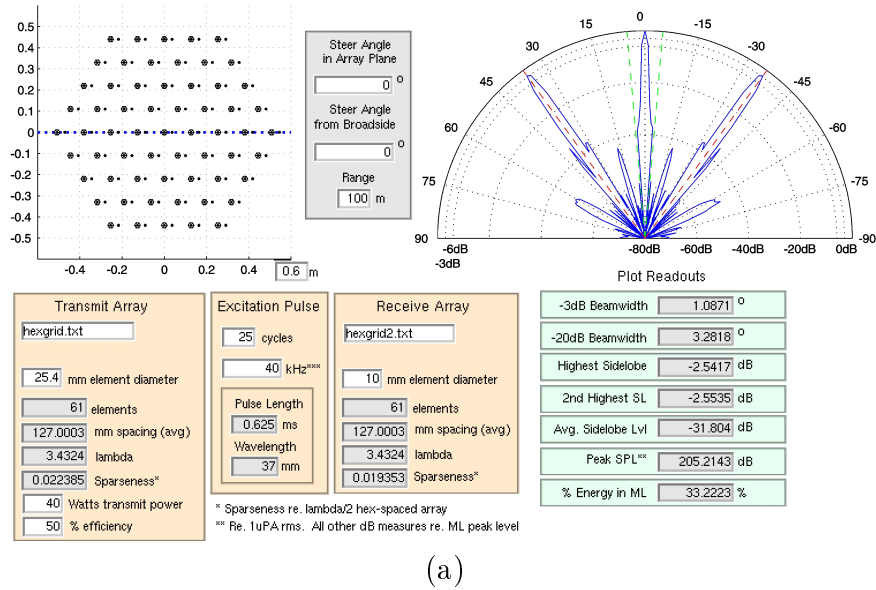 0.5
0.4
0.3
0.2
0.1
0
-0.1
-0.2
-0.3
-0.4
-0.5
-0.4 -0.2 0 0.2 0.4
0.6 m
Steer Angle
in Array Plane
0 o
Steer Angle
from Broadside
0 o
Range
100 m
0
15 -15
30 -30
45 -45
60 -60
75 -75
90 -90
-6dB -80dB -60dB -40dB -20dB 0dB
-3dB
Plot Readouts
Transmit Array
hexgrid.txt
25.4 mm element diameter
61 elements
127.0003 mm spacing (avg)
3.4324 lambda
0.022385 Sparseness*
40 Watts transmit power
50 % efficiency
Excitation Pulse
25 cycles
40 kHz***
Pulse Length
0.625 ms
Wavelength
37 mm
Receive Array
hexgrid2.txt
10 mm element diameter
61 elements
127.0003 mm spacing (avg)
3.4324 lambda
0.019353 Sparseness*
* Sparseness re. lambda/2 hex-spaced array
** Re. 1uPA rms. All other dB measures re. ML peak level
-3dB Beamwidth 1.0871 o
-20dB Beamwidth 3.2818 o
Highest Sidelobe -2.5417 dB
2nd Highest SL -2.5535 dB
Avg. Sidelobe Lvl -31.804 dB
Peak SPL** 205.2143 dB
% Energy in ML 33.2223 %
(a)